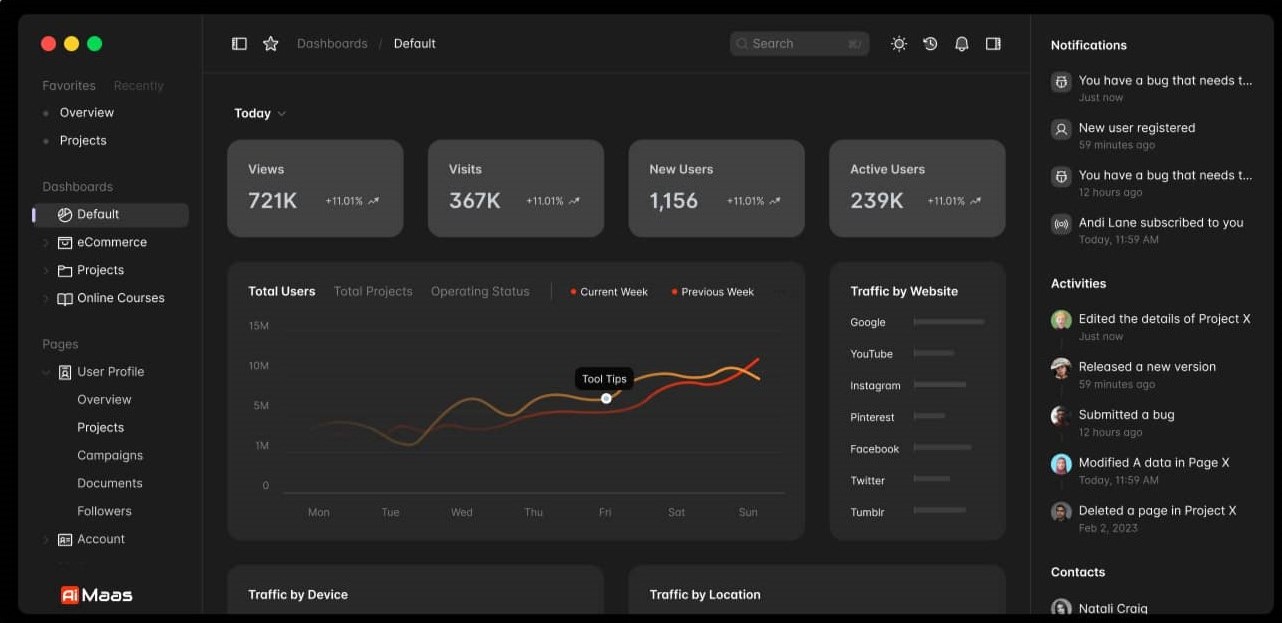 Dashboards / Default
Search ⌘/
Favorites Recently
Overview
Projects
Dashboards
Default
eCommerce
Projects
Online Courses
Pages
User Profile
Overview
Projects
Campaigns
Documents
Followers
Account
Ai Maas
Today
Views
721K +11.01%
Visits
367K +11.01%
New Users
1,156 +11.01%
Active Users
239K +11.01%
Total Users Total Projects Operating Status Current Week Previous Week
15M
10M
5M
1M
0
Tool Tips
Mon Tue Wed Thu Fri Sat Sun
Traffic by Website
Google
YouTube
Instagram
Pinterest
Facebook
Twitter
Tumblr
Traffic by Device
Traffic by Location
Notifications
You have a bug that needs t...
Just now
New user registered
59 minutes ago
You have a bug that needs t...
12 hours ago
Andi Lane subscribed to you
Today, 11:59 AM
Activities
Edited the details of Project X
Just now
Released a new version
59 minutes ago
Submitted a bug
12 hours ago
Modified A data in Page X
Today, 11:59 AM
Deleted a page in Project X
Feb 2, 2023
Contacts
Natali Craig